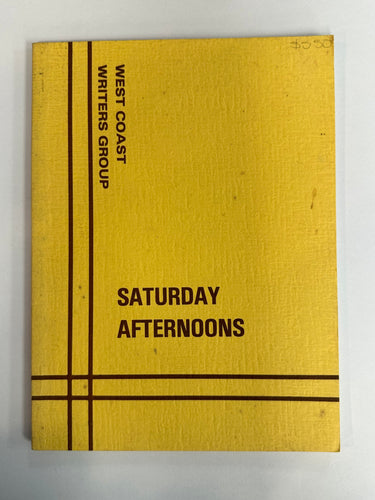 WEST COAST
WRITERS GROUP
SATURDAY
AFTERNOONS